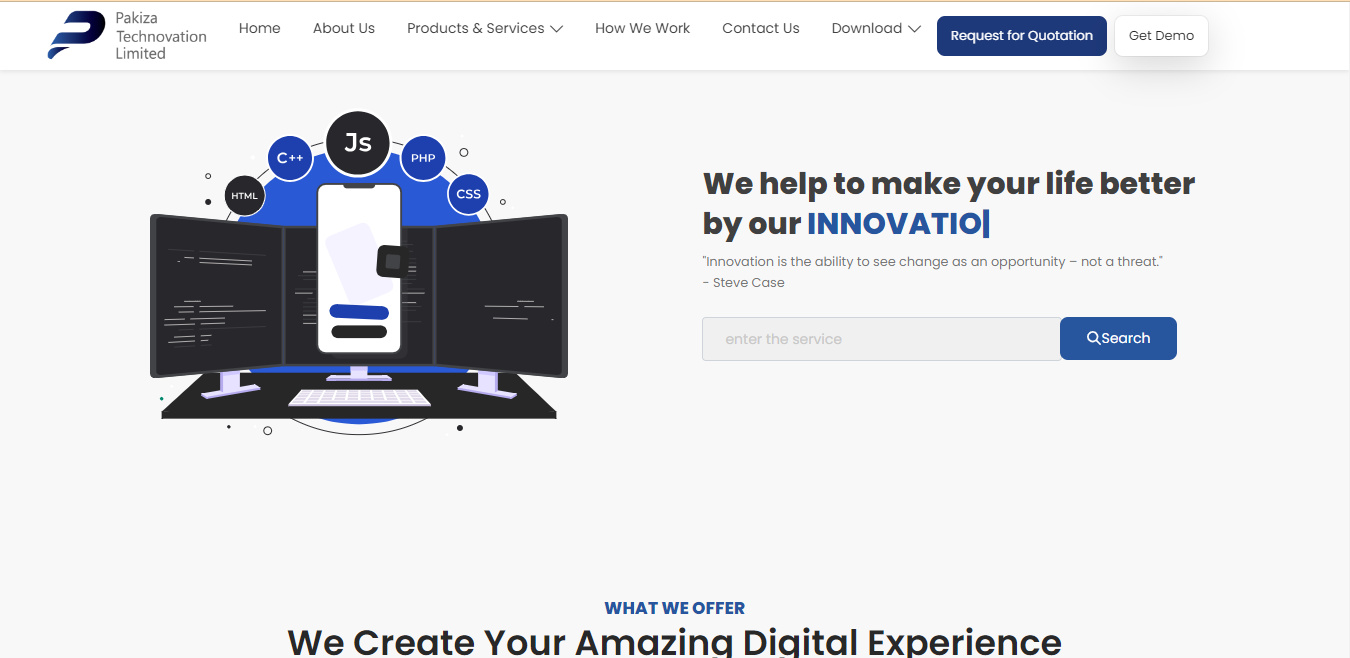 Pakiza
Technovation
Limited
Home
About Us
Products & Services
How We Work
Contact Us
Download
Request for Quotation
Get Demo
Js
C++
PHP
HTML
CSS
We help to make your life better
by our INNOVATIO
"Innovation is the ability to see change as an opportunity – not a threat."
- Steve Case
enter the service
Search
WHAT WE OFFER
We Create Your Amazing Digital Experience